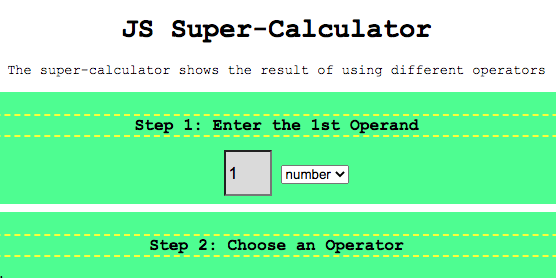 JS Super-Calculator
The super-calculator shows the result of using different operators
Step 1: Enter the 1st Operand
1 number
Step 2: Choose an Operator